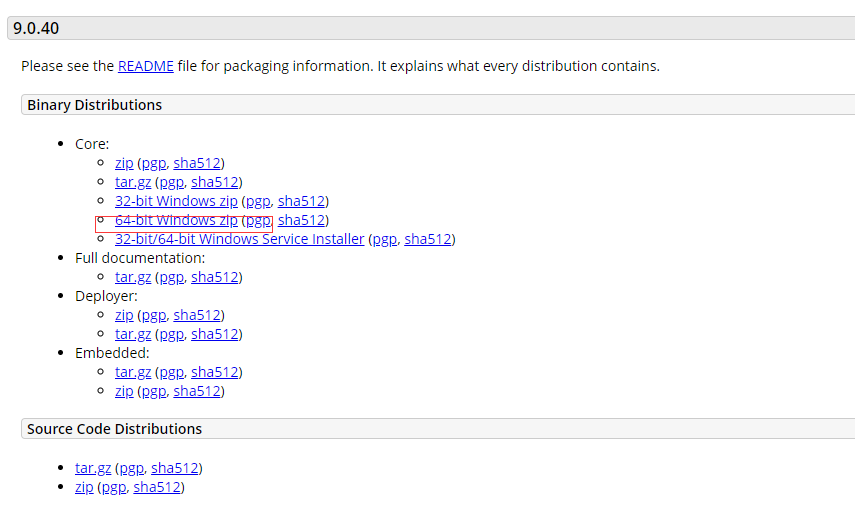 9.0.40
Please see the README file for packaging information. It explains what every distribution contains.
Binary Distributions
Core:
zip (pgp, sha512)
tar.gz (pgp, sha512)
32-bit Windows zip (pgp, sha512)
64-bit Windows zip (pgp, sha512)
32-bit/64-bit Windows Service Installer (pgp, sha512)
Full documentation:
tar.gz (pgp, sha512)
Deployer:
zip (pgp, sha512)
tar.gz (pgp, sha512)
Embedded:
tar.gz (pgp, sha512)
zip (pgp, sha512)
Source Code Distributions
tar.gz (pgp, sha512)
zip (pgp, sha512)